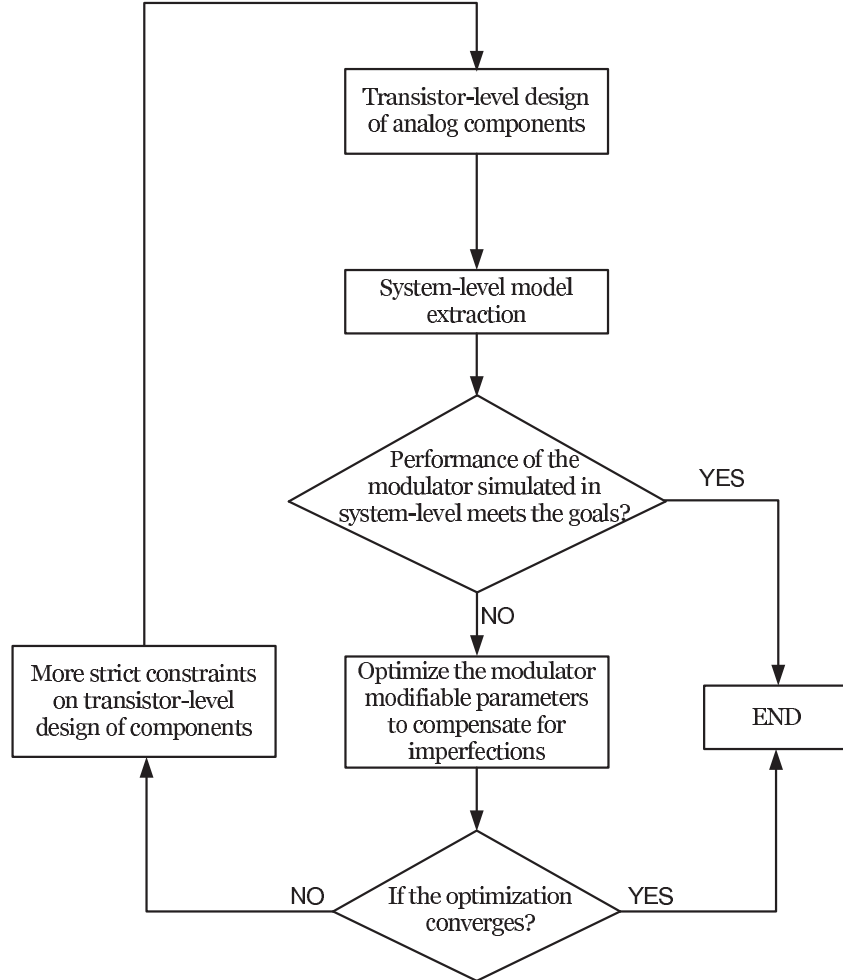 Transistor-level design
of analog components
System-level model
extraction
Performance of the
modulator simulated in
system-level meets the goals?
YES
NO
More strict constraints
on transistor-level
design of components
Optimize the modulator
modifiable parameters
to compensate for
imperfections
END
NO
If the optimization
converges?
YES